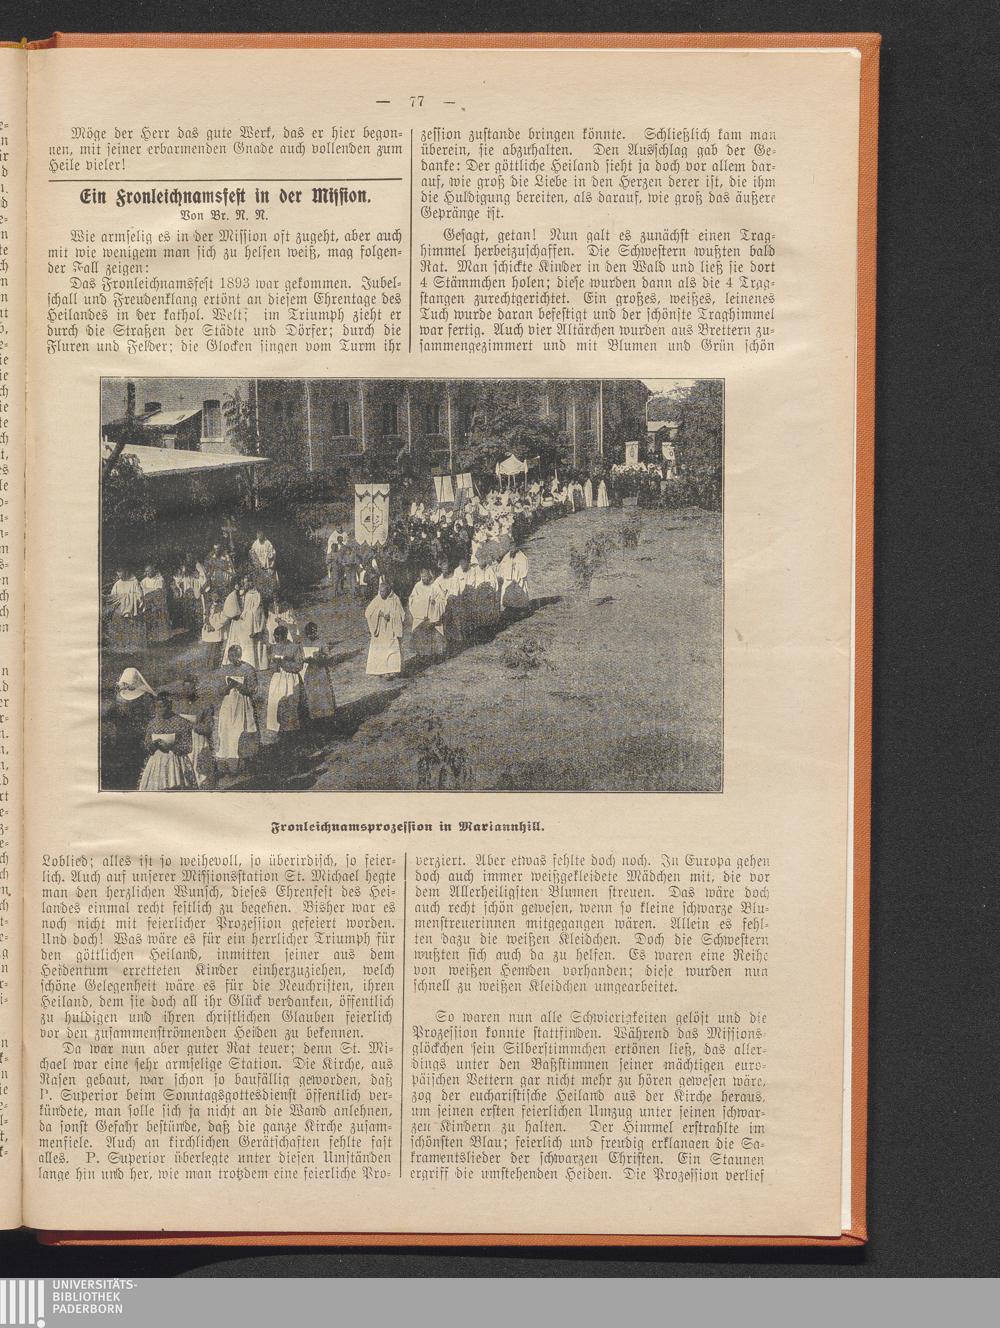 — 77 —
Möge der Herr das gute Werk, das er hier begon-
nen, mit seiner erbarmenden Gnade auch vollenden zum
Heile vieler!
Ein Fronleichnamsfest in der Mission.
Von Br. N. N.
Wie armselig es in der Mission oft zugeht, aber auch
mit wie wenigem man sich zu helfen weiß, mag folgen-
der Fall zeigen:
Das Fronleichnamsfest 1893 war gekommen. Jubel-
schall und Freudenklang ertönt an diesem Ehrentage des
Heilandes in der kathol. Welt; im Triumph zieht er
durch die Straßen der Städte und Dörfer; durch die
Fluren und Felder; die Glocken singen vom Turm ihr
zession zustande bringen könnte. Schließlich kam man
überein, sie abzuhalten. Den Ausschlag gab der Ge-
danke: Der göttliche Heiland sieht ja doch vor allem dar-
auf, wie groß die Liebe in den Herzen derer ist, die ihm
die Huldigung bereiten, als darauf, wie groß das äußere
Gepränge ist.
Gesagt, getan! Nun galt es zunächst einen Trag-
himmel herbeizuschaffen. Die Schwestern wußten bald
Rat. Man schickte Kinder in den Wald und ließ sie dort
4 Stämmchen holen; diese wurden dann als die 4 Trag-
stangen zurechtgerichtet. Ein großes, weißes, leinenes
Tuch wurde daran befestigt und der schönste Traghimmel
war fertig. Auch vier Altärchen wurden aus Brettern zu-
sammengezimmert und mit Blumen und Grün schön
Fronleichnamsprozession in Mariannhill.
Loblied; alles ist so weihevoll, so überirdisch, so feier-
lich. Auch auf unserer Missionsstation St. Michael hegte
man den herzlichen Wunsch, dieses Ehrenfest des Hei-
landes einmal recht festlich zu begehen. Bisher war es
noch nicht mit feierlicher Prozession gefeiert worden.
Und doch! Was wäre es für ein herrlicher Triumph für
den göttlichen Heiland, inmitten seiner aus dem
Heidentum erretteten Kinder einherzuziehen, welch
schöne Gelegenheit wäre es für die Neuchristen, ihren
Heiland, dem sie doch all ihr Glück verdanken, öffentlich
zu huldigen und ihren christlichen Glauben feierlich
vor den zusammenströmenden Heiden zu bekennen.
Da war nun aber guter Rat teuer; denn St. Mi-
chael war eine sehr armselige Station. Die Kirche, aus
Rasen gebaut, war schon so baufällig geworden, daß
P. Superior beim Sonntagsgottesdienst öffentlich ver-
kündete, man solle sich ja nicht an die Wand anlehnen,
da sonst Gefahr bestünde, daß die ganze Kirche zusam-
menfiele. Auch an kirchlichen Gerätschaften fehlte fast
alles. P. Superior überlegte unter diesen Umständen
lange hin und her, wie man trotzdem eine feierliche Pro-
verziert. Aber etwas fehlte doch noch. In Europa gehen
doch auch immer weißgekleidete Mädchen mit, die vor
dem Allerheiligsten Blumen streuen. Das wäre doch
auch recht schön gewesen, wenn so kleine schwarze Blu-
menstreuerinnen mitgegangen wären. Allein es fehl-
ten dazu die weißen Kleidchen. Doch die Schwestern
wußten sich auch da zu helfen. Es waren eine Reihe
von weißen Hemden vorhanden; diese wurden nun
schnell zu weißen Kleidchen umgearbeitet.
So waren nun alle Schwierigkeiten gelöst und die
Prozession konnte stattfinden. Während das Missions-
glöckchen sein Silberstimmchen ertönen ließ, das aller-
dings unter den Baßstimmen seiner mächtigen euro-
päischen Vettern gar nicht mehr zu hören gewesen wäre,
zog der eucharistische Heiland aus der Kirche heraus,
um seinen ersten feierlichen Umzug unter seinen schwar-
zen Kindern zu halten. Der Himmel erstrahlte im
schönsten Blau; feierlich und freudig erklangen die Sa-
kramentslieder der schwarzen Christen. Ein Staunen
ergriff die umstehenden Heiden. Die Prozession verlief
UNIVERSITÄTS-
BIBLIOTHEK
PADERBORN